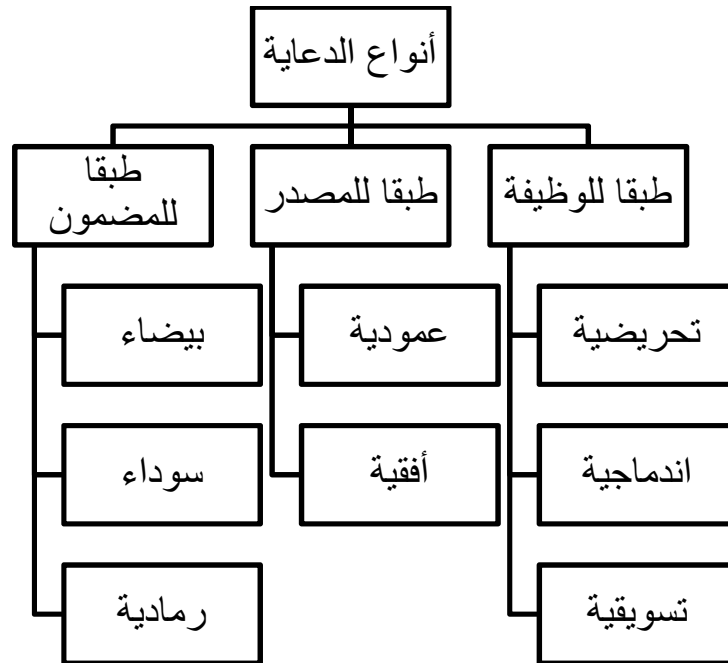 أنواع الدعاية
طبقا للوظيفة
تحريضية
اندماجية
تسويقية
طبقا للمصدر
عمودية
أفقية
طبقا
للمضمون
بيضاء
سوداء
رمادية